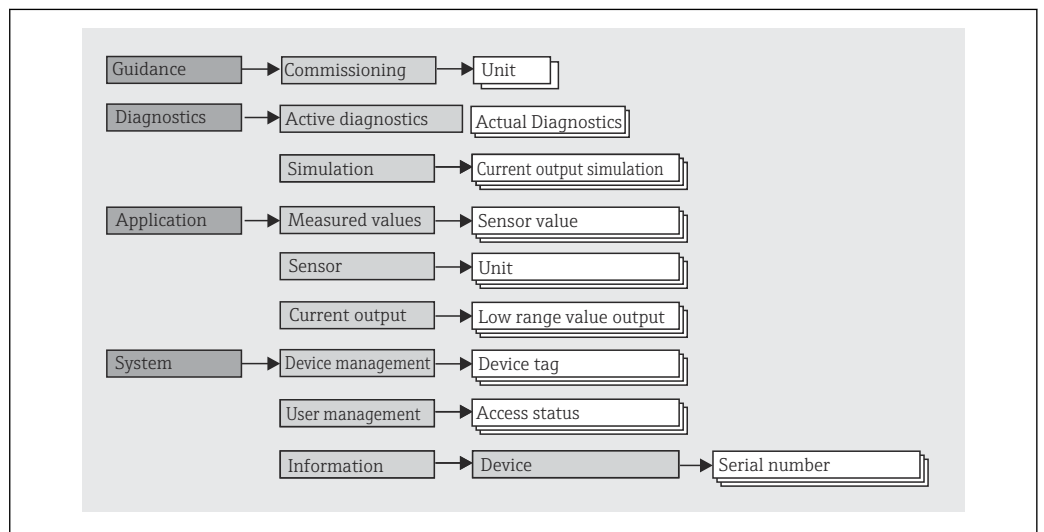 Guidance Commissioning Unit
Diagnostics Active diagnostics Actual Diagnostics
Simulation Current output simulation
Application Measured values Sensor value
Sensor Unit
Current output Low range value output
System Device management Device tag
User management Access status
Information Device Serial number